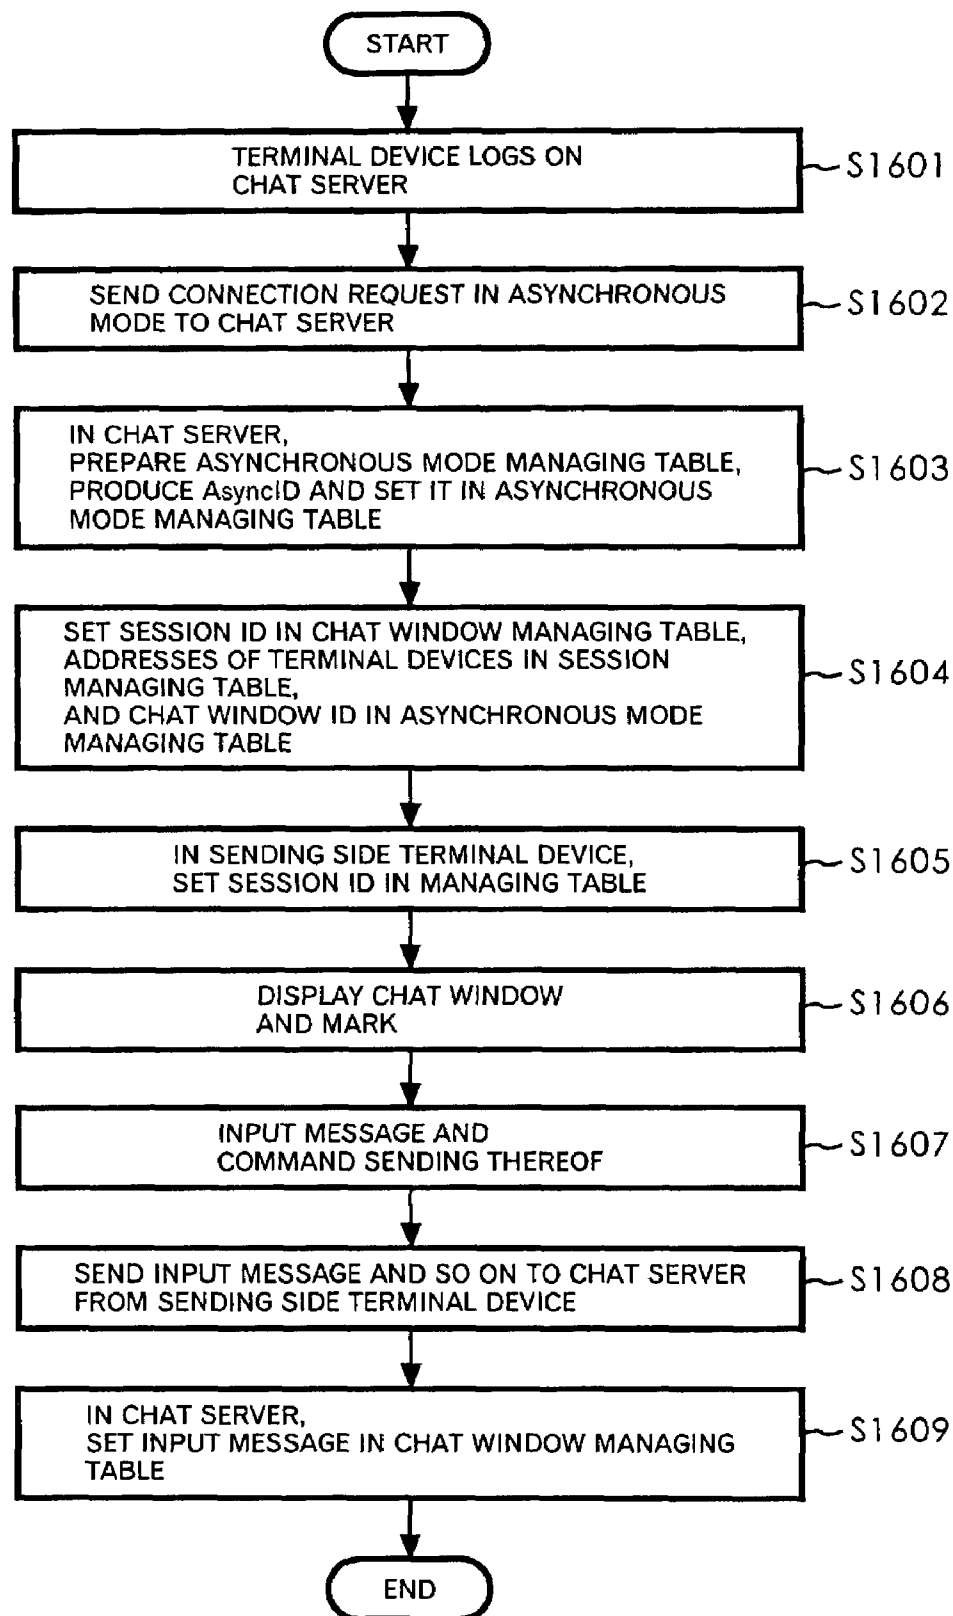 START
TERMINAL DEVICE LOGS ON
CHAT SERVER
S1601
SEND CONNECTION REQUEST IN ASYNCHRONOUS
MODE TO CHAT SERVER
S1602
IN CHAT SERVER,
PREPARE ASYNCHRONOUS MODE MANAGING TABLE,
PRODUCE AsyncID AND SET IT IN ASYNCHRONOUS
MODE MANAGING TABLE
S1603
SET SESSION ID IN CHAT WINDOW MANAGING TABLE,
ADDRESSES OF TERMINAL DEVICES IN SESSION
MANAGING TABLE,
AND CHAT WINDOW ID IN ASYNCHRONOUS MODE
MANAGING TABLE
S1604
IN SENDING SIDE TERMINAL DEVICE,
SET SESSION ID IN MANAGING TABLE
S1605
DISPLAY CHAT WINDOW
AND MARK
S1606
INPUT MESSAGE AND
COMMAND SENDING THEREOF
S1607
SEND INPUT MESSAGE AND SO ON TO CHAT SERVER
FROM SENDING SIDE TERMINAL DEVICE
S1608
IN CHAT SERVER,
SET INPUT MESSAGE IN CHAT WINDOW MANAGING
TABLE
S1609
END